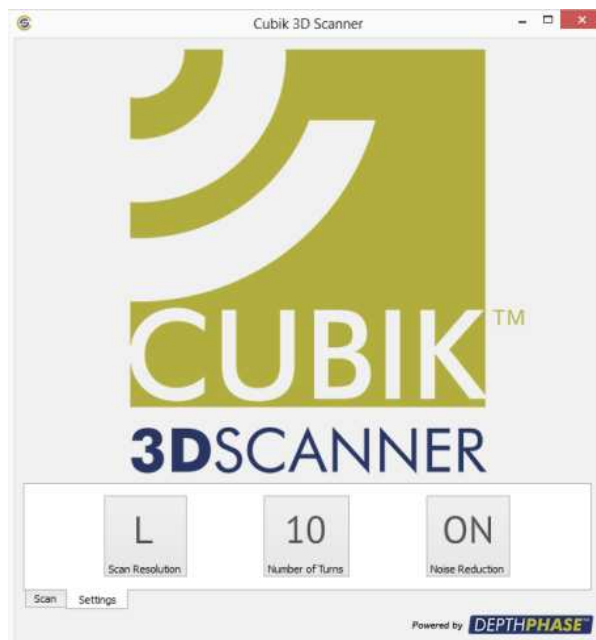 Cubik 3D Scanner
CUBIK™
3DSCANNER
L
Scan Resolution
10
Number of Turns
ON
Noise Reduction
Scan
Settings
Powered by DEPTHPHASE™